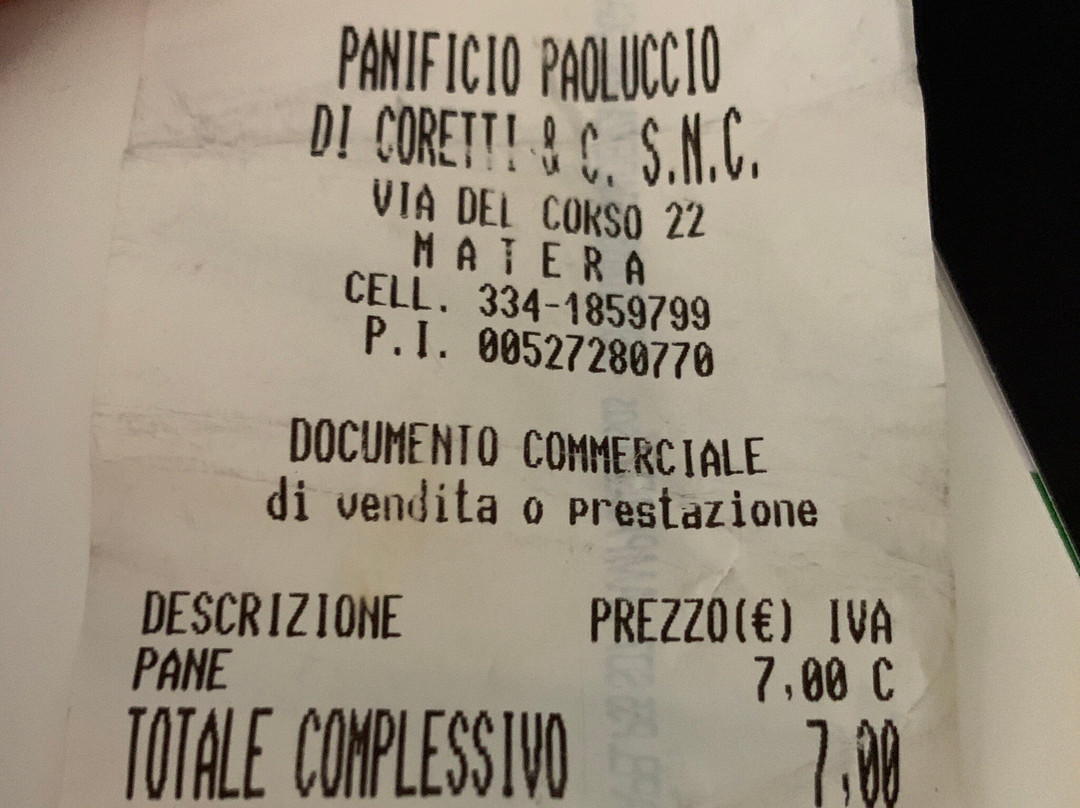 PANIFICIO PAOLUCCIO
DI CORETTI & C. S.N.C.
VIA DEL CORSO 22
MATERA
CELL. 334-1859799
P.I. 00527280770
DOCUMENTO COMMERCIALE
di vendita o prestazione
DESCRIZIONE PREZZO(€) IVA
PANE 7,00 C
TOTALE COMPLESSIVO 7,00